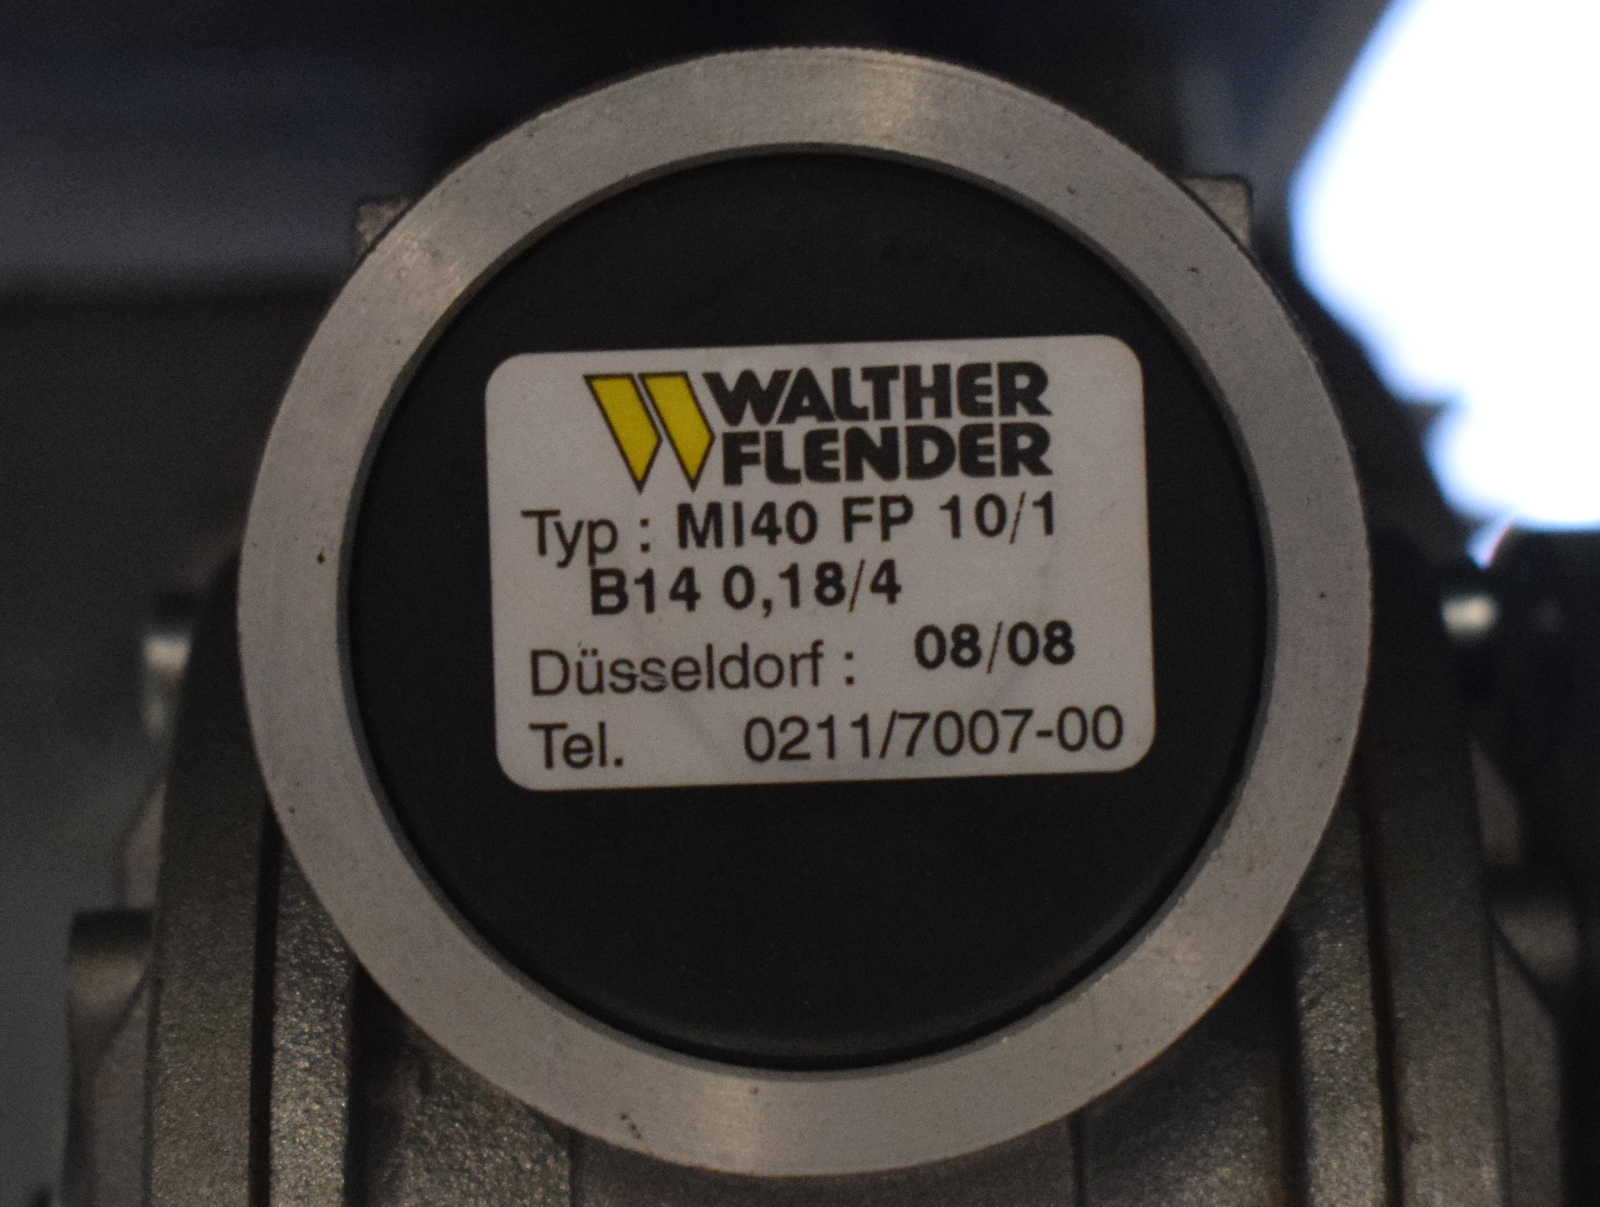 WALTHER
FLENDER
Typ : MI40 FP 10/1
B14 0,18/4
Düsseldorf : 08/08
Tel. 0211/7007-00